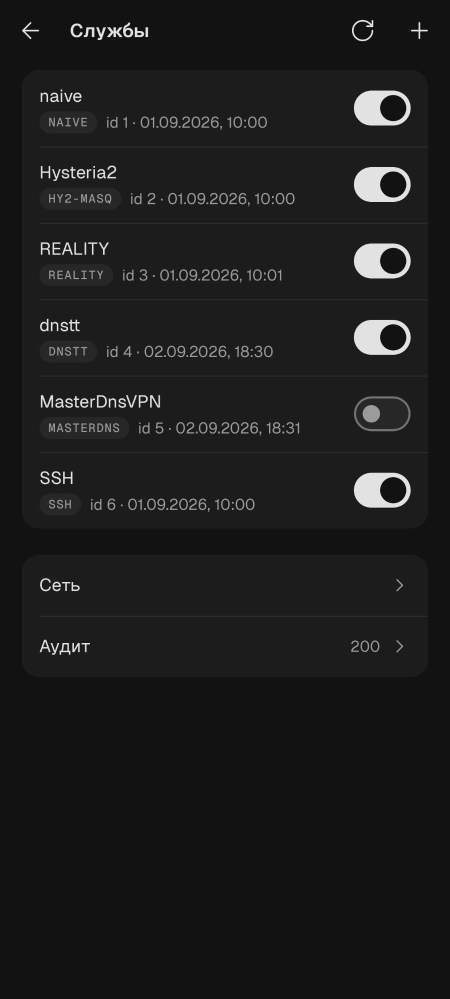 Службы
naive
NAIVE id 1 · 01.09.2026, 10:00
Hysteria2
HY2-MASQ id 2 · 01.09.2026, 10:00
REALITY
REALITY id 3 · 01.09.2026, 10:01
dnstt
DNSTT id 4 · 02.09.2026, 18:30
MasterDnsVPN
MASTERDNS id 5 · 02.09.2026, 18:31
SSH
SSH id 6 · 01.09.2026, 10:00
Сеть
Аудит 200